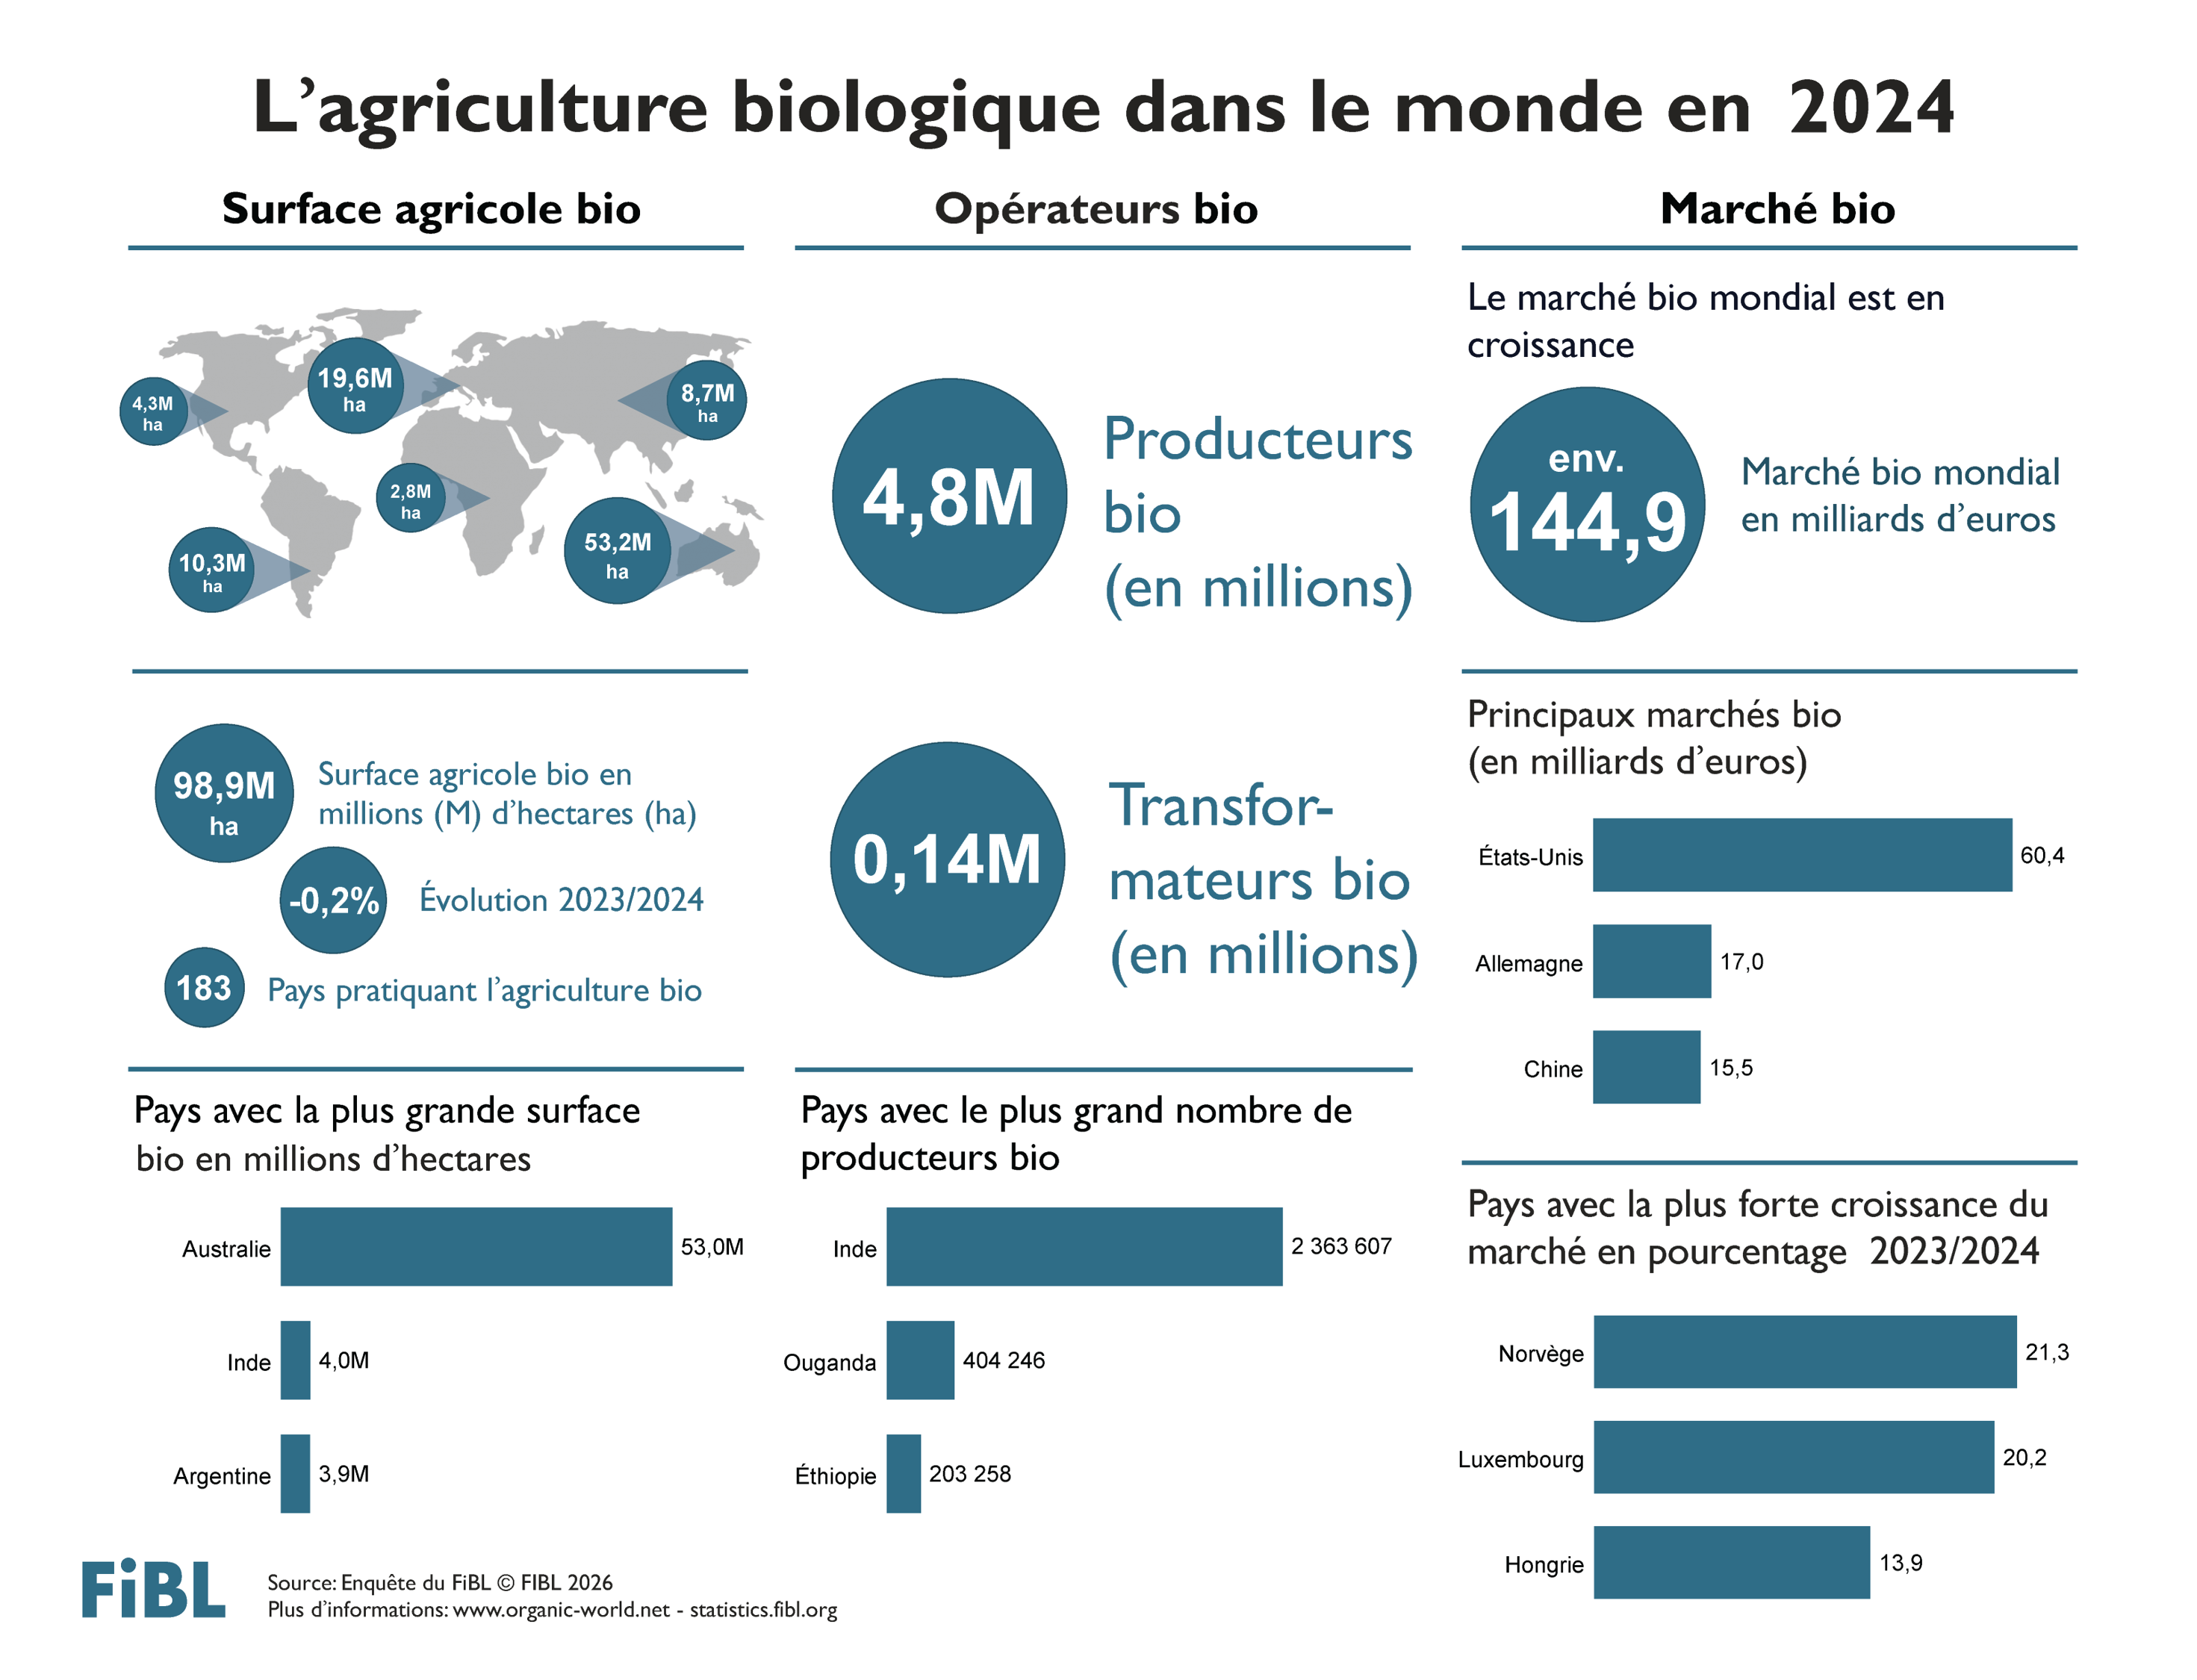 L’agriculture biologique dans le monde en 2024
Surface agricole bio
4,3M
ha
19,6M
ha
8,7M
ha
2,8M
ha
10,3M
ha
53,2M
ha
98,9M
ha
Surface agricole bio en
millions (M) d’hectares (ha)
-0,2%
Évolution 2023/2024
183
Pays pratiquant l’agriculture bio
Pays avec la plus grande surface
bio en millions d’hectares
Australie 53,0M
Inde 4,0M
Argentine 3,9M
Opérateurs bio
4,8M
Producteurs
bio
(en millions)
0,14M
Transfor-
mateurs bio
(en millions)
Pays avec le plus grand nombre de
producteurs bio
Inde 2 363 607
Ouganda 404 246
Éthiopie 203 258
Marché bio
Le marché bio mondial est en
croissance
env.
144,9
Marché bio mondial
en milliards d’euros
Principaux marchés bio
(en milliards d’euros)
États-Unis 60,4
Allemagne 17,0
Chine 15,5
Pays avec la plus forte croissance du
marché en pourcentage 2023/2024
Norvège 21,3
Luxembourg 20,2
Hongrie 13,9
FiBL
Source: Enquête du FiBL © FIBL 2026
Plus d’informations: www.organic-world.net - statistics.fibl.org